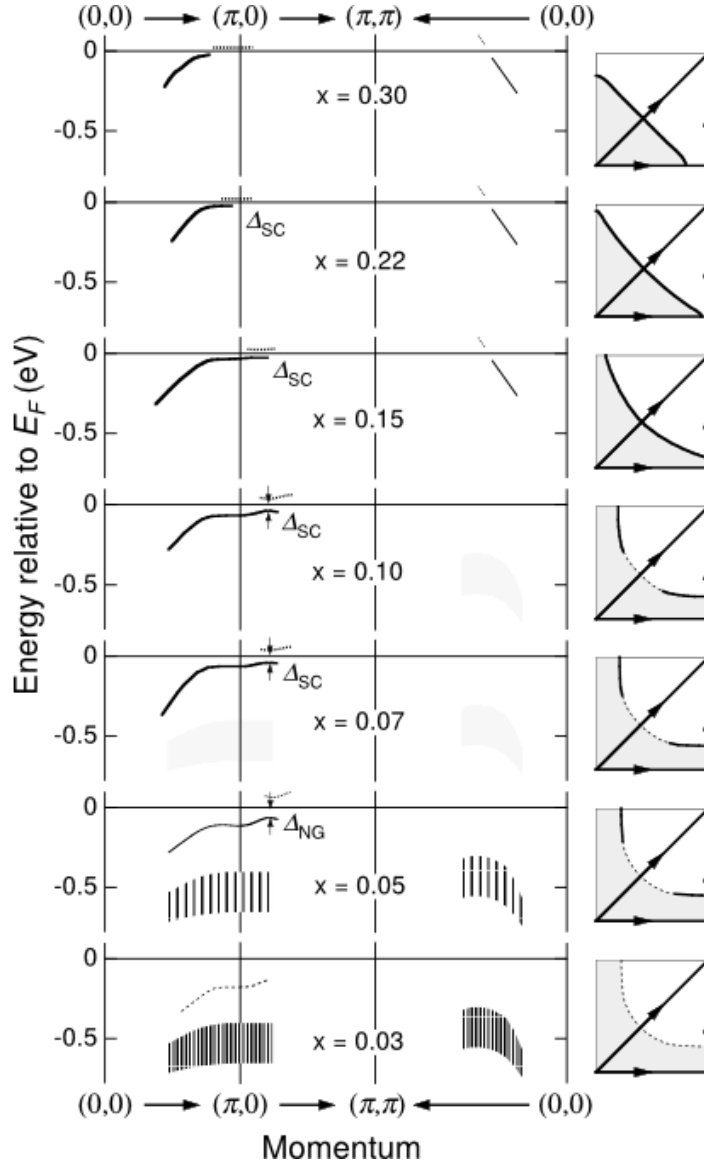 (0,0) (π,0) (π,π) (0,0)
0
-0.5
x = 0.30
0
Δ_SC
-0.5
x = 0.22
0
Δ_SC
-0.5
x = 0.15
0
Δ_SC
-0.5
x = 0.10
0
Δ_SC
-0.5
x = 0.07
0
Δ_NG
-0.5
x = 0.05
0
-0.5
x = 0.03
(0,0) (π,0) (π,π) (0,0)
Momentum
Energy relative to E_F (eV)